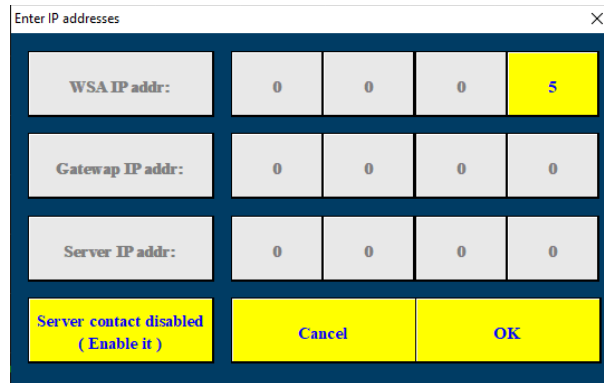 Enter IP addresses
WSA IP addr: 0 0 0 5
Gatewap IP addr: 0 0 0 0
Server IP addr: 0 0 0 0
Server contact disabled
( Enable it )
Cancel
OK